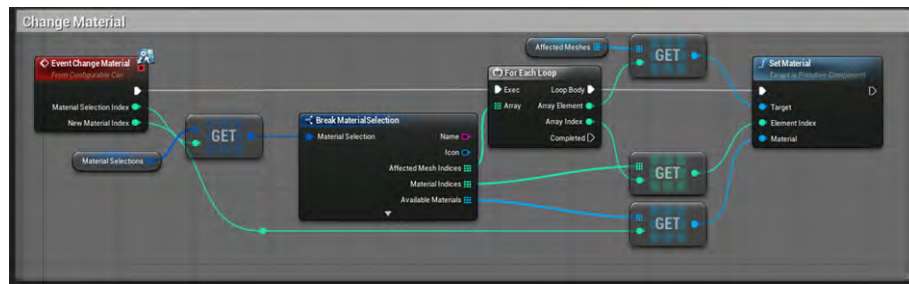 Change Material
Event Change Material
From Configurable Car
Material Selection Index
New Material Index
Material Selections
GET
Break MaterialSelection
Material Selection
Name
Icon
Affected Mesh Indices
Material Indices
Available Materials
For Each Loop
Exec
Loop Body
Array
Array Element
Array Index
Completed
Affected Meshes
GET
GET
GET
SetMaterial
Target is Primitive Component
Target
Element Index
Material